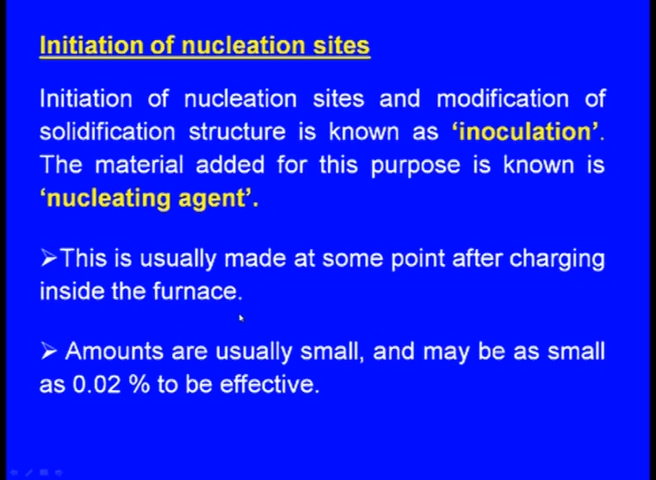 Initiation of nucleation sites
Initiation of nucleation sites and modification of
solidification structure is known as ‘inoculation’.
The material added for this purpose is known is
‘nucleating agent’.
➢This is usually made at some point after charging
inside the furnace.
➢ Amounts are usually small, and may be as small
as 0.02 % to be effective.